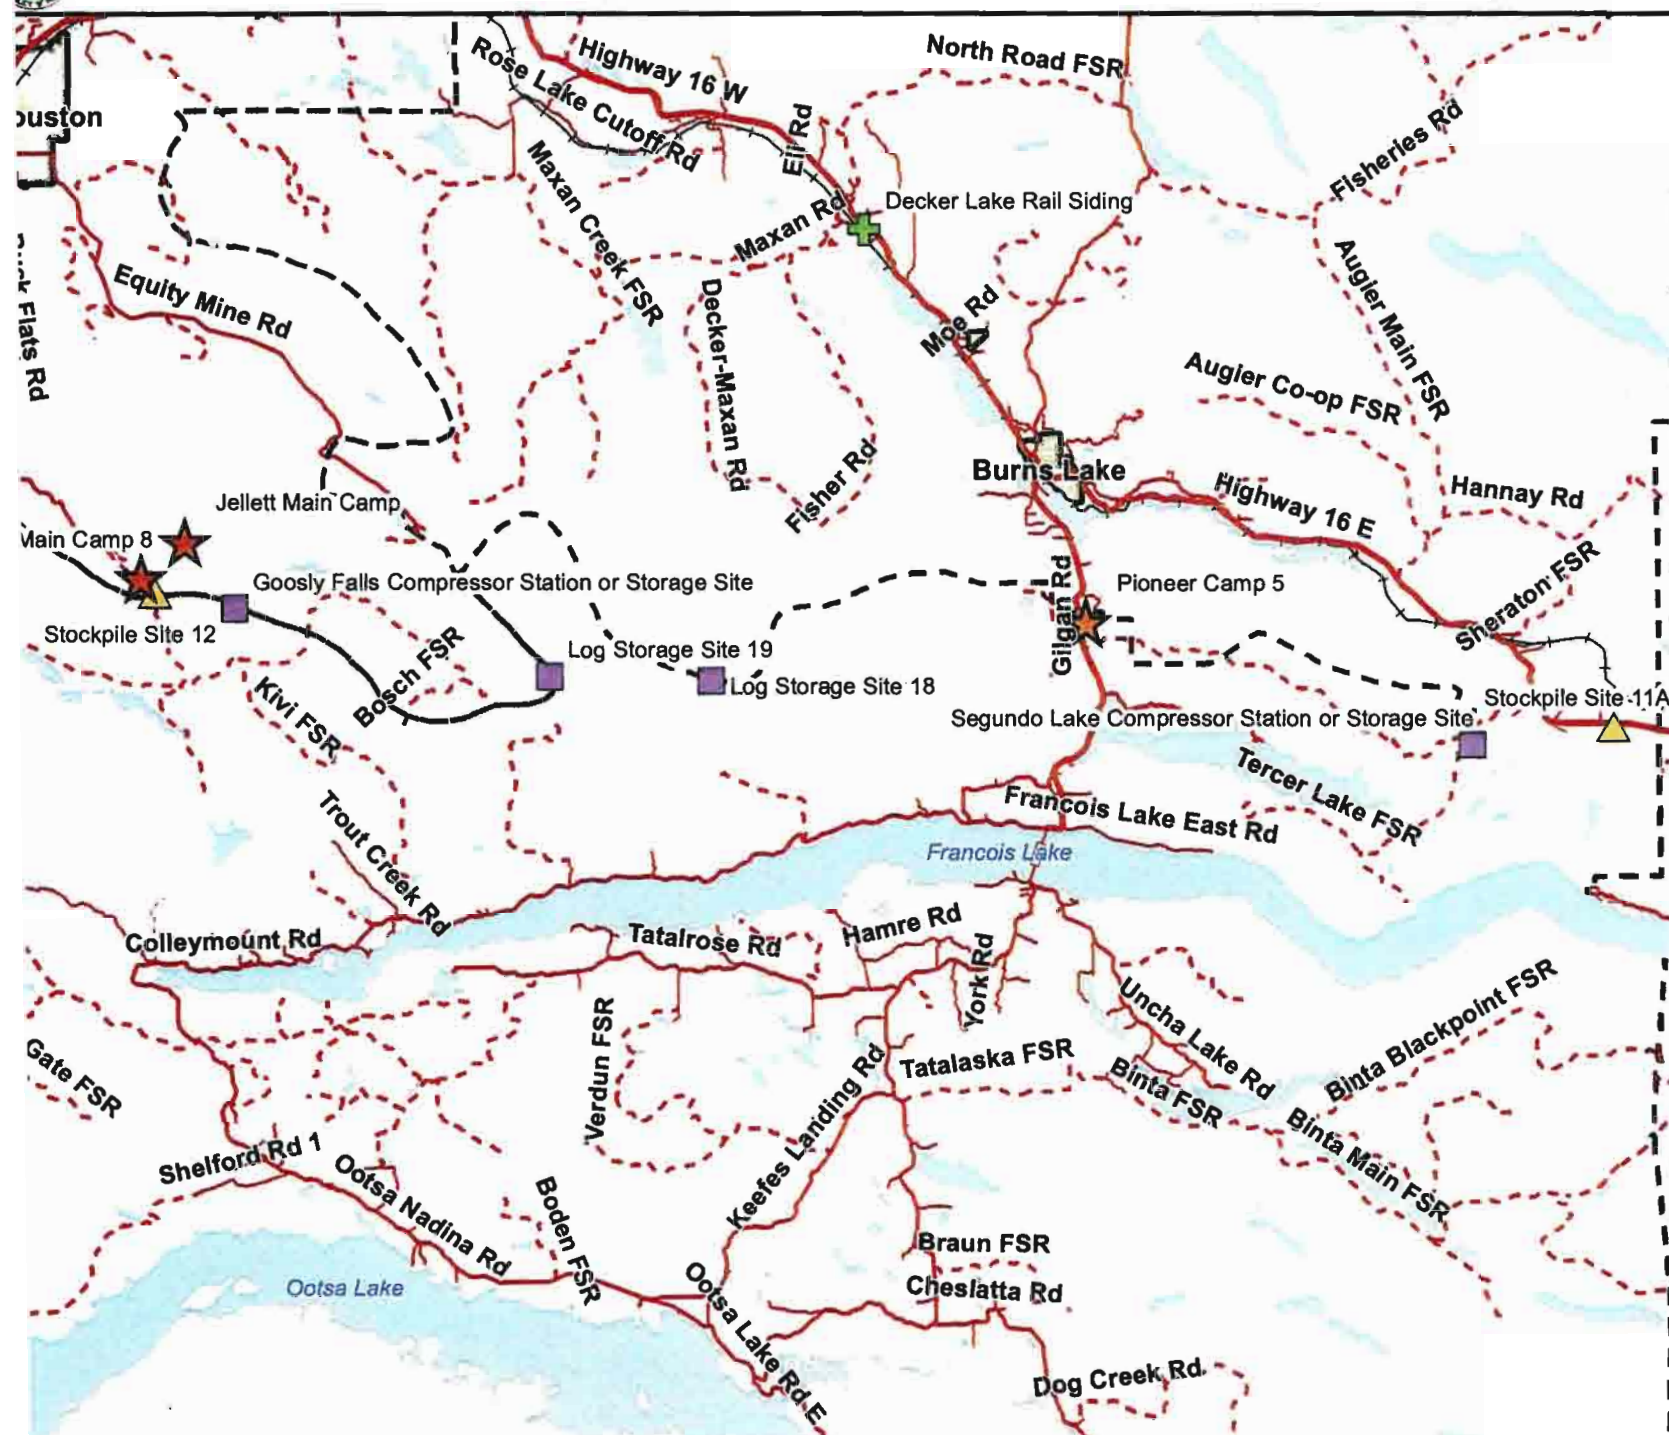 North Road FSR
Highway 16 W
Rose Lake Cutoff Rd
ouston
Eli Rd
Fisheries Rd
Maxan Creek FSR
Decker Lake Rail Siding
Maxan Rd
Equity Mine Rd
Flats Rd
Decker-Maxan Rd
Moe Rd
Augier Main FSR
Augier Co-op FSR
Fisher Rd
Burns Lake
Highway 16 E
Hannay Rd
Jellett Main Camp
Main Camp 8
Goosly Falls Compressor Station or Storage Site
Gilgan Rd
Pioneer Camp 5
Sheraton FSR
Stockpile Site 12
Log Storage Site 19
Log Storage Site 18
Bosch FSR
Kivi FSR
Stockpile Site 11A
Segundo Lake Compressor Station or Storage Site
Tercer Lake FSR
Trout Creek Rd
Francois Lake East Rd
Francois Lake
Colleymount Rd
Tatalrose Rd
Hamre Rd
York Rd
Uncha Lake Rd
Binta Blackpoint FSR
Gate FSR
Verdun FSR
Tatalaska FSR
Binta FSR
Keefes Landing Rd
Binta Main FSR
Shelford Rd 1
Ootsa Nadina Rd
Boden FSR
Braun FSR
Ootsa Lake
Cheslatta Rd
Ootsa Lake Rd E
Dog Creek Rd